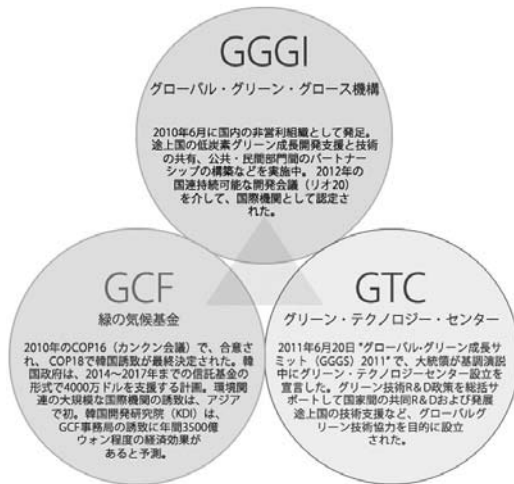 GGGI
グローバル・グリーン・グロース機構
2010年6月に国内の非営利組織として発足。
途上国の低炭素グリーン成長開発支援と技術
の共有、公共・民間部門間のパートナー
シップの構築などを実施中。 2012年の
国連持続可能な開発会議（リオ20）
を介して、国際機関として認定さ
れた。
GCF
緑の気候基金
2010年のCOP16（カンクン会議）で、合意さ
れ、 COP18で韓国誘致が最終決定された。韓
国政府は、2014～2017年までの信託基金の
形式で4000万ドルを支援する計画。環境関
連の大規模な国際機関の誘致は、アジア
で初。韓国開発研究院（KDI）は、
GCF事務局の誘致に年間3500億
ウォン程度の経済効果が
あると予測。
GTC
グリーン・テクノロジー・センター
2011年6月20日 "グローバル・グリーン成長サ
ミット（GGGS）2011"で、大統領が基調演説
中にグリーン・テクノロジーセンター設立を
宣言した。グリーン技術R&D政策を総括サ
ポートして国家間の共同R&Dおよび発展
途上国の技術支援など、グローバルグ
リーン技術協力を目的に設立
された。